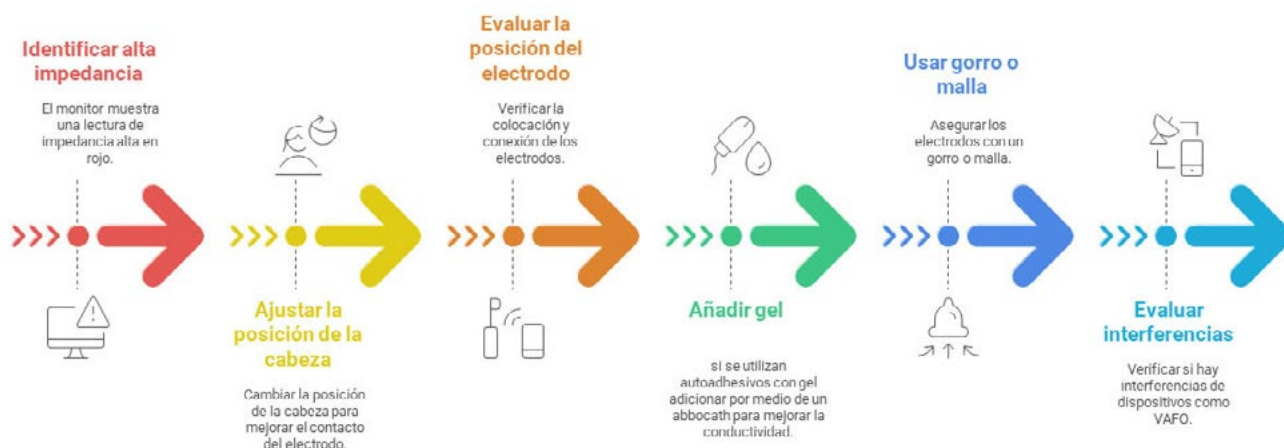 Identificar alta
impedancia
El monitor muestra
una lectura de
impedancia alta en
rojo.
Ajustar la
posición de la
cabeza
Cambiar la posición
de la cabeza para
mejorar el contacto
del electrodo.
Evaluar la
posición del
electrodo
Verificar la
colocación y
conexión de los
electrodos.
Añadir gel
si se utilizan
autoadhesivos con gel
adicionar por medio de un
abbocath para mejorar la
conductividad.
Usar gorro o
malla
Asegurar los
electrodos con un
gorro o malla.
Evaluar
interferencias
Verificar si hay
interferencias de
dispositivos como
VAFO.